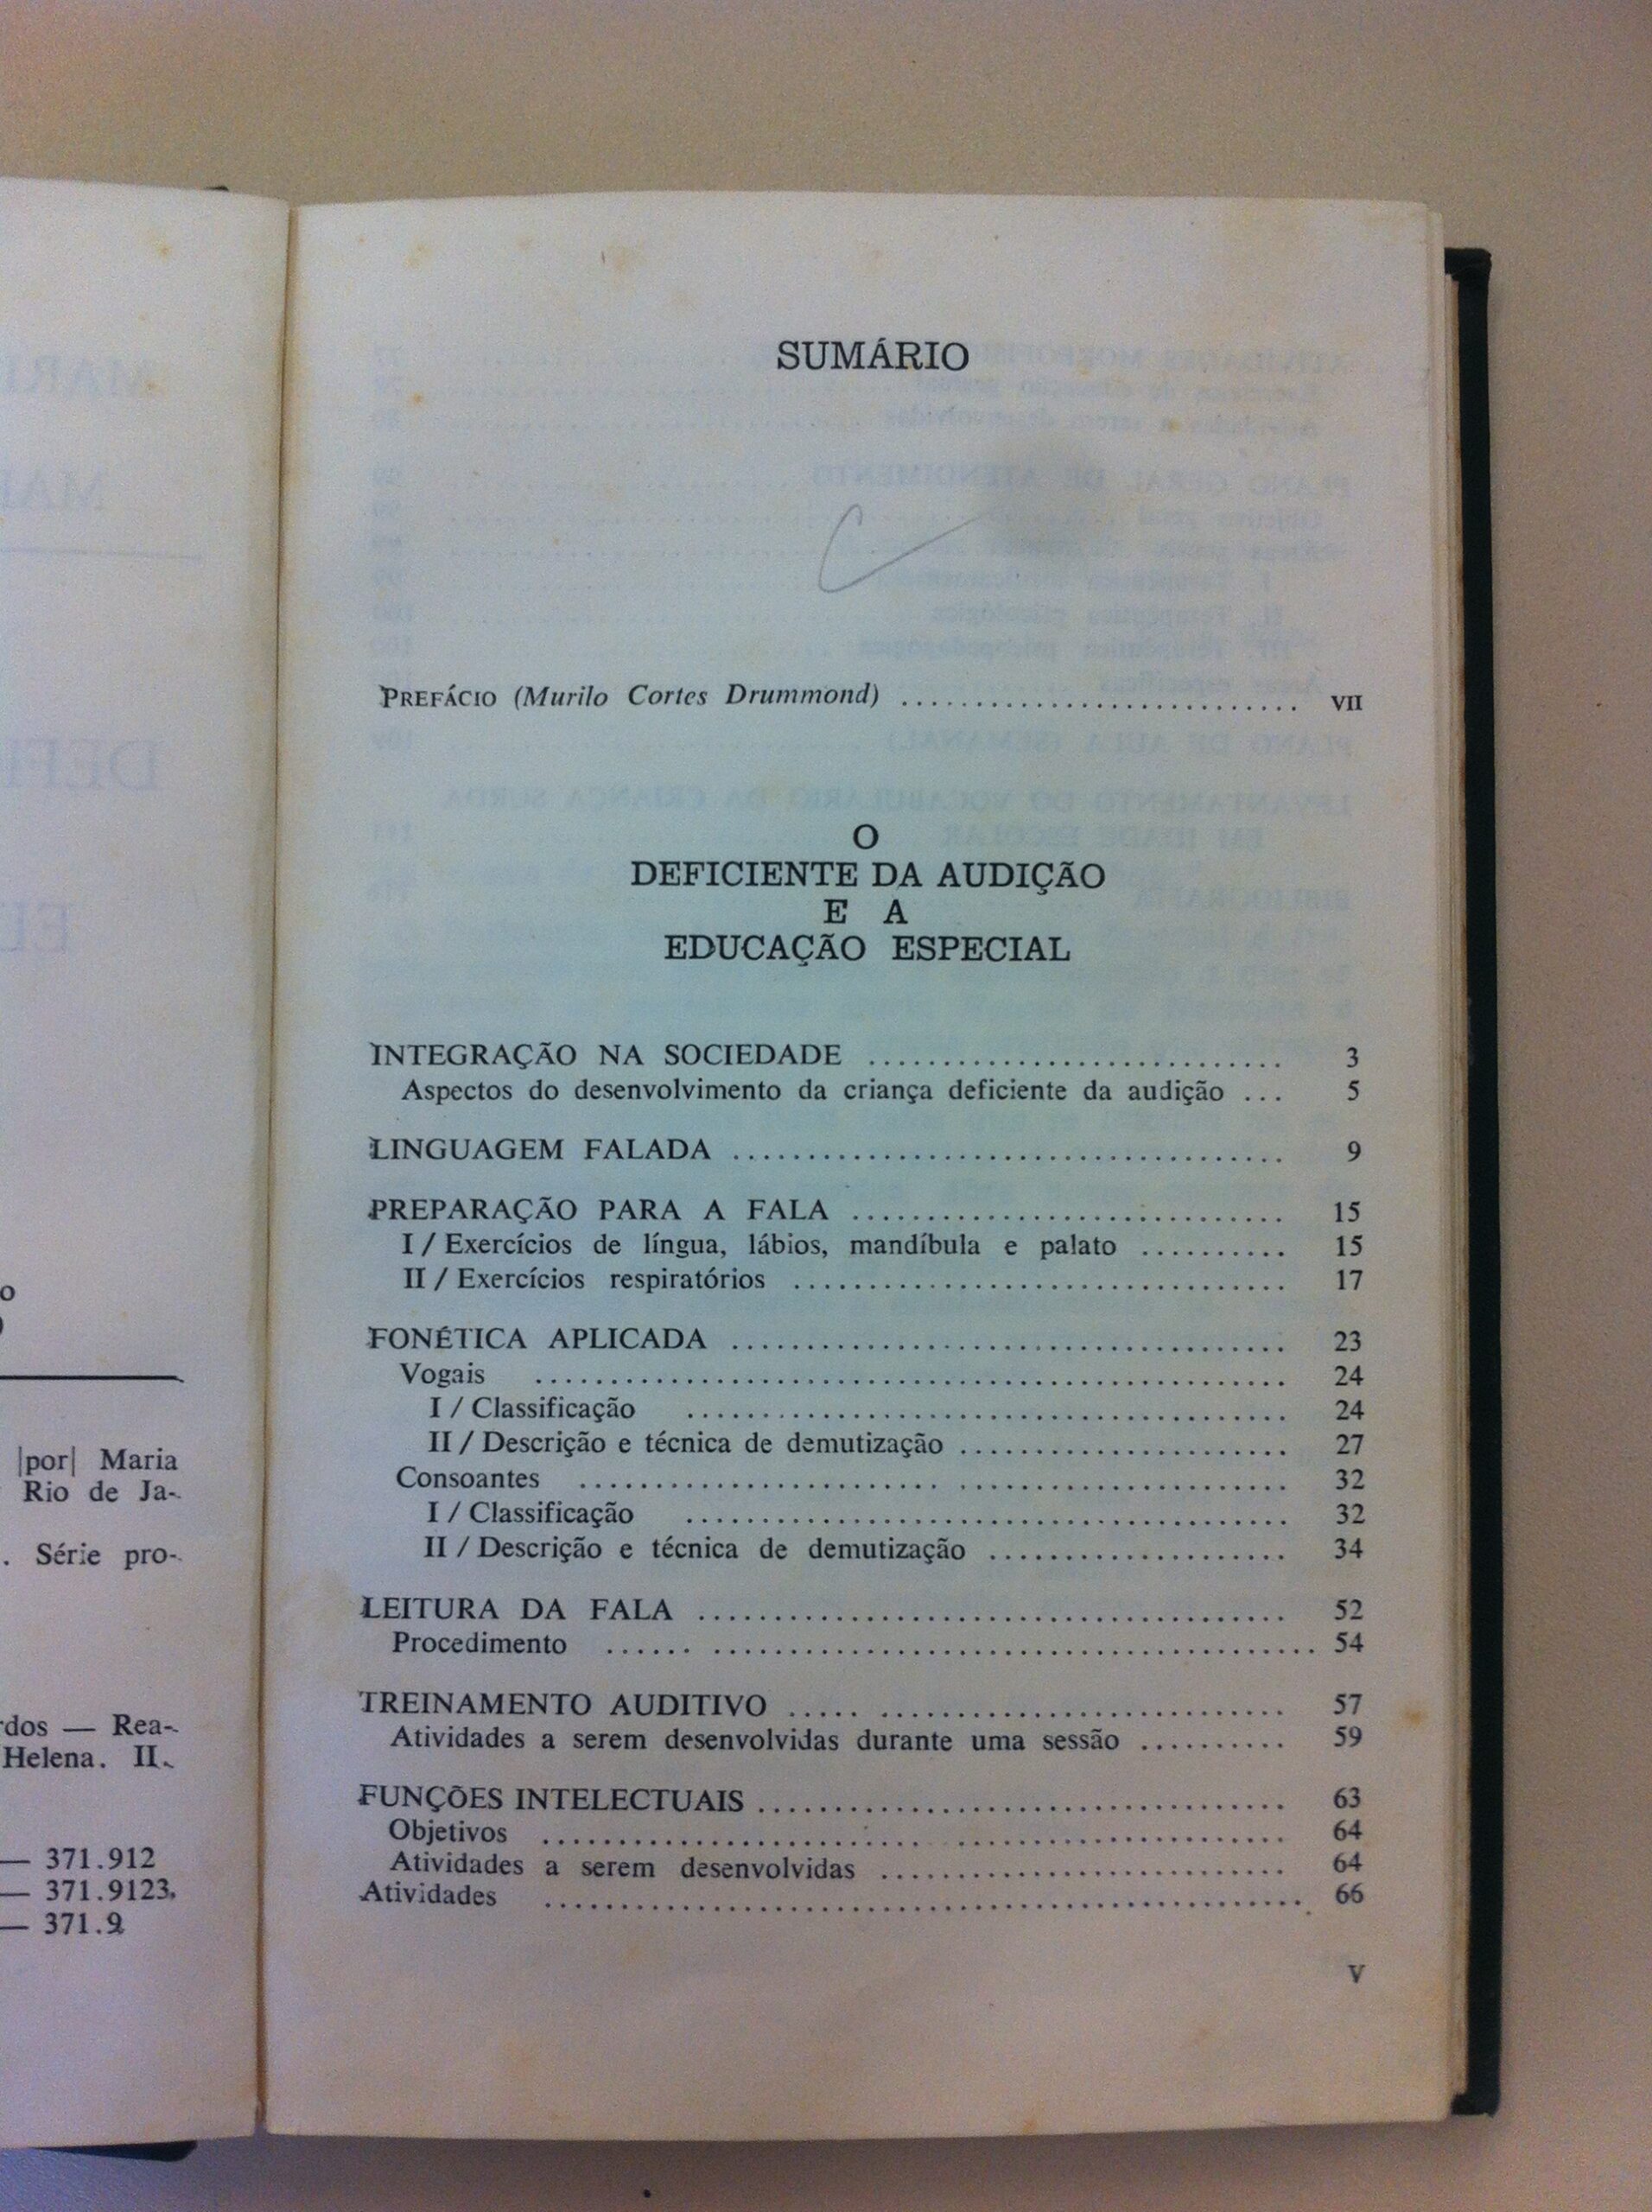 o
|por| Maria
Rio de Ja-
. Série pro-
dos — Rea-
Helena. II.
— 371.912
— 371.9123
— 371.9
SUMÁRIO
PREFÁCIO (Murilo Cortes Drummond) ............................ VII
O
DEFICIENTE DA AUDIÇÃO
E A
EDUCAÇÃO ESPECIAL
INTEGRAÇÃO NA SOCIEDADE ............................ 3
Aspectos do desenvolvimento da criança deficiente da audição ... 5
LINGUAGEM FALADA ..................................... 9
PREPARAÇÃO PARA A FALA ............................. 15
I / Exercícios de língua, lábios, mandíbula e palato .......... 15
II / Exercícios respiratórios ................................. 17
FONÉTICA APLICADA ..................................... 23
Vogais .................................................. 24
I / Classificação ........................................ 24
II / Descrição e técnica de demutização ...................... 27
Consoantes ............................................... 32
I / Classificação ........................................ 32
II / Descrição e técnica de demutização .................... 34
LEITURA DA FALA ....................................... 52
Procedimento ...... ........................................ 54
TREINAMENTO AUDITIVO ..... ........................... 57
Atividades a serem desenvolvidas durante uma sessão .......... 59
FUNÇÕES INTELECTUAIS ................................... 63
Objetivos ................................................ 64
Atividades a serem desenvolvidas ........................... 64
Atividades .................................................. 66
V